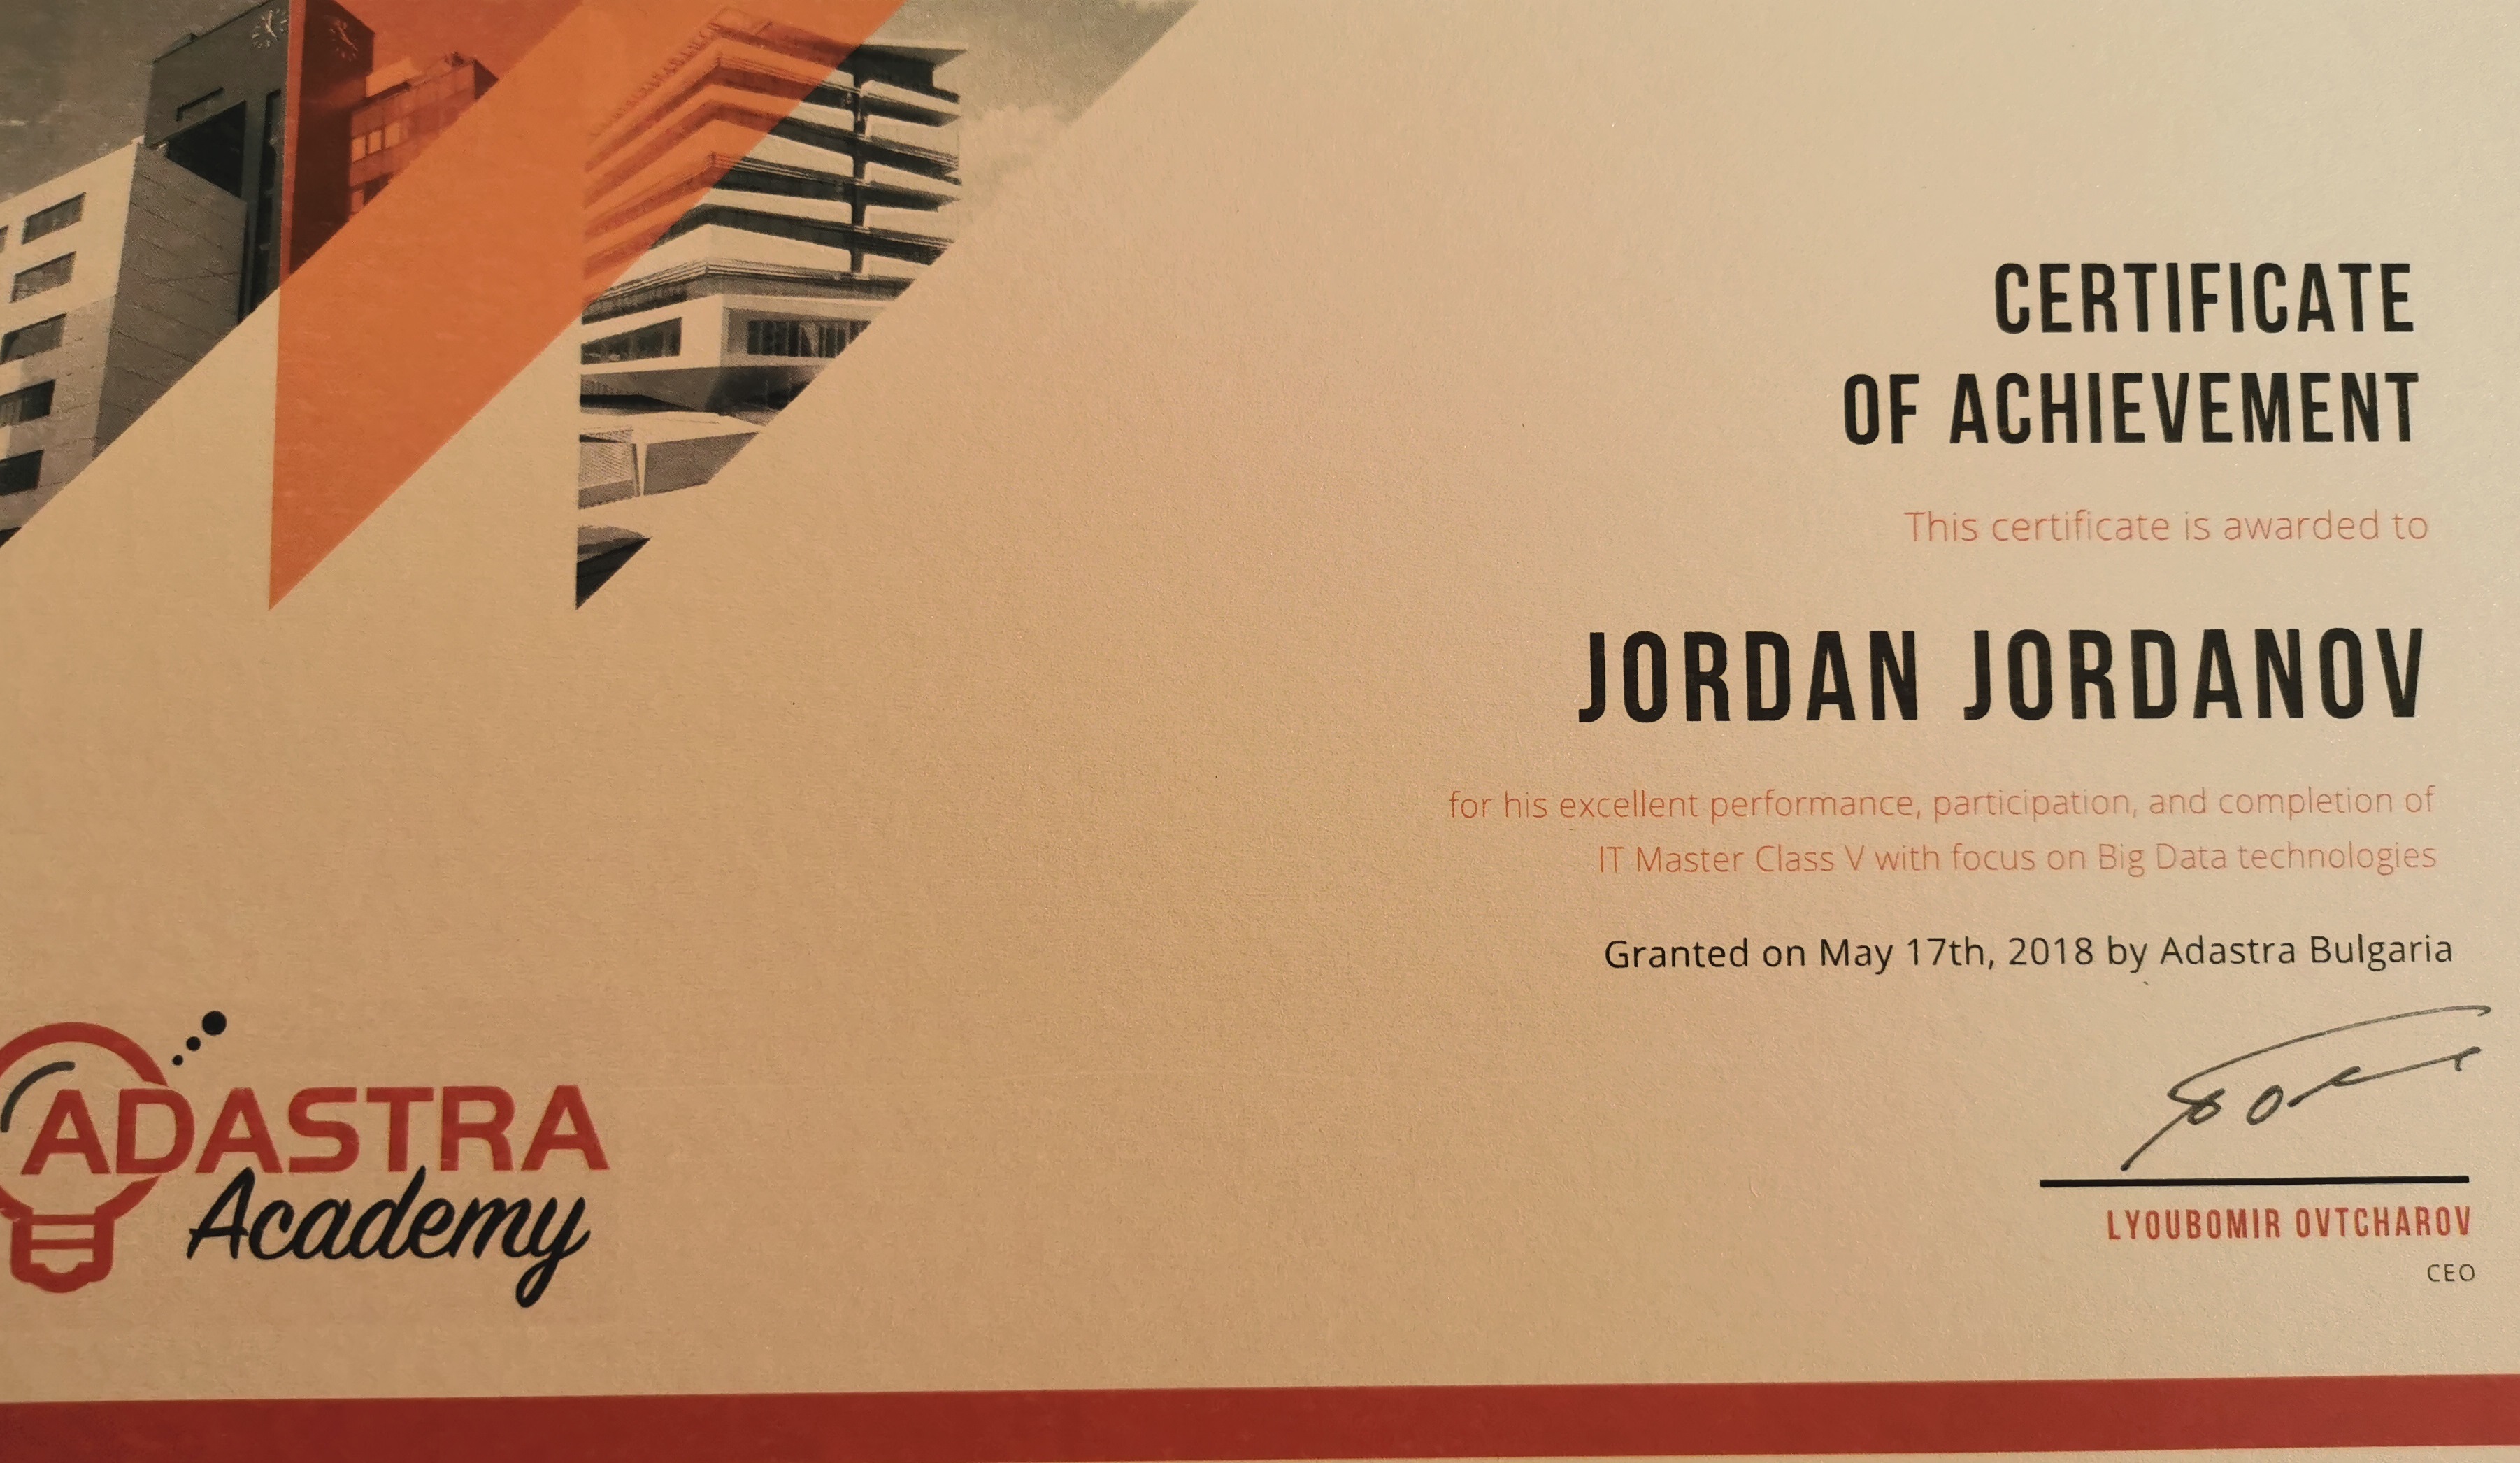 CERTIFICATE
OF ACHIEVEMENT
This certificate is awarded to
JORDAN JORDANOV
for his excellent performance, participation, and completion of
IT Master Class V with focus on Big Data technologies
Granted on May 17th, 2018 by Adastra Bulgaria
LYOUBOMIR OVTCHAROV
CEO
ADASTRA
Academy